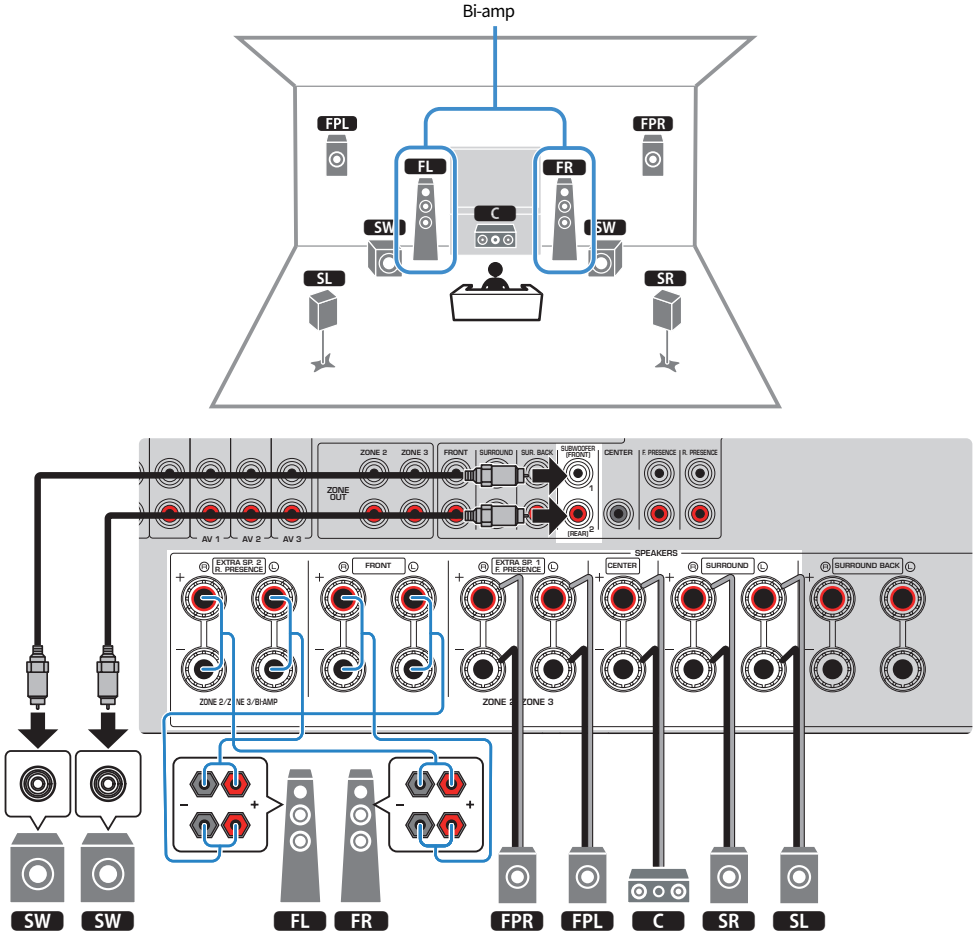 Bi-amp
FPL
FPR
FL
FR
C
SW
SW
SL
SR
ZONE 2
ZONE 3
FRONT
SURROUND
SUR. BACK
SUBWOOFER
(FRONT)
CENTER
F. PRESENCE
R. PRESENCE
1
ZONE
OUT
2
(REAR)
AV 1
AV 2
AV 3
SPEAKERS
R
EXTRA SP. 2
R. PRESENCE
L
R
FRONT
L
R
EXTRA SP. 1
F. PRESENCE
L
CENTER
R
SURROUND
L
R
SURROUND BACK
L
+
+
+
+
+
+
–
–
–
–
–
–
ZONE 2/ZONE 3/BI-AMP
ZONE 2
ZONE 3
– +
– +
SW
SW
FL
FR
FPR
FPL
C
SR
SL